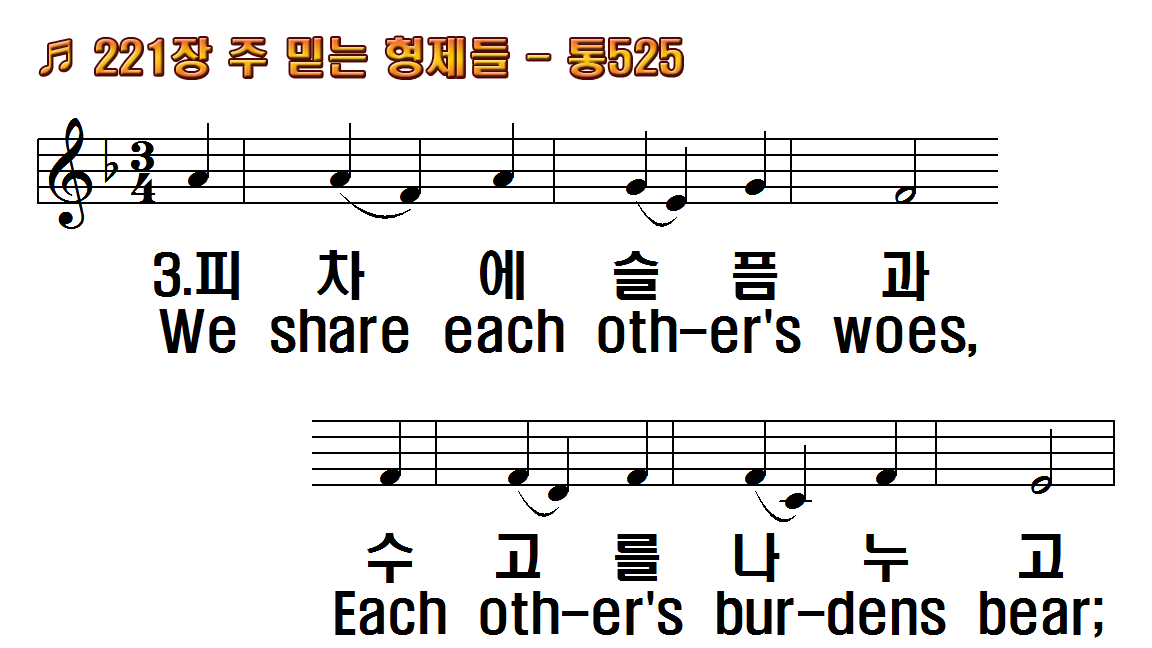 221장 주 믿는 형제들 - 통525
3.피 차 에 슬 픔 과
We share each oth-er's woes,
수 고 를 나 누 고
Each oth-er's bur-dens bear;